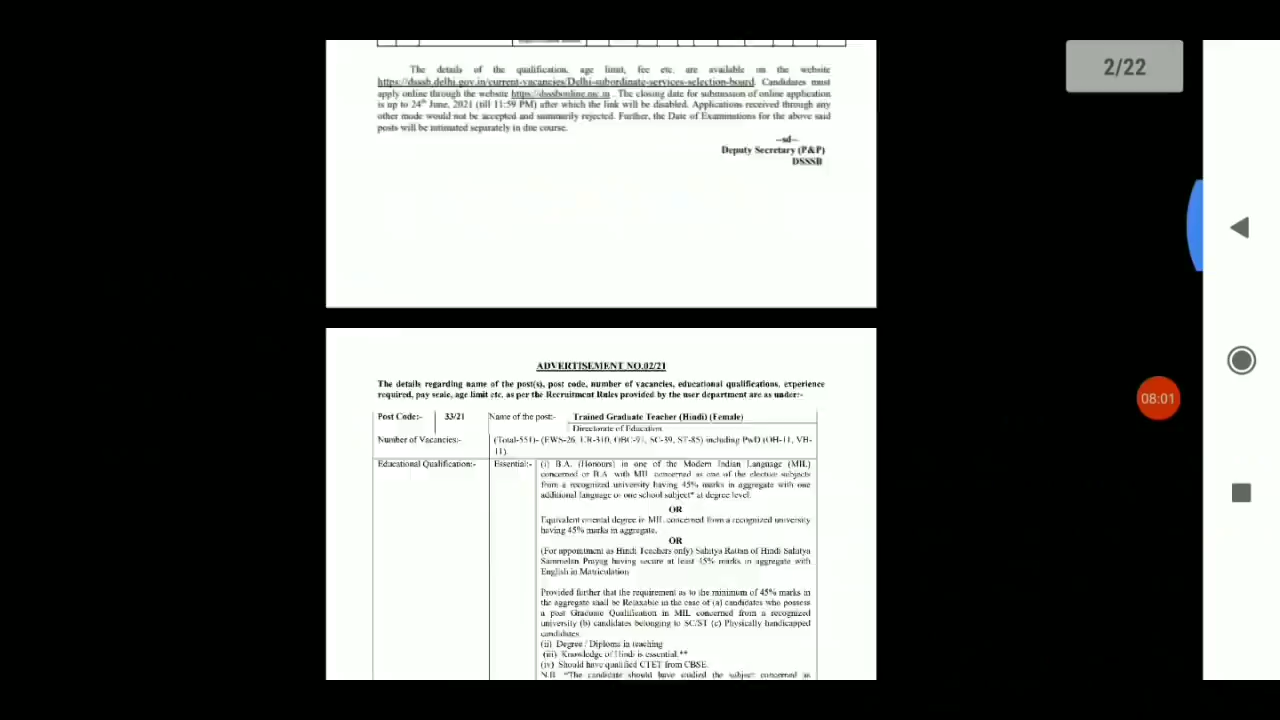 2/22
The details of the qualification, age limit, fee etc. are available on the website
https://dsssb.delhi.gov.in/current-vacancies/Delhi-subordinate-services-selection-board. Candidates must
apply online through the website https://dsssbonline.nic.in . The closing date for submission of online application
is up to 24th June, 2021 (till 11:59 PM) after which the link will be disabled. Applications received through any
other mode would not be accepted and summarily rejected. Further, the Date of Examinations for the above said
posts will be intimated separately in due course.
--sd--
Deputy Secretary (P&P)
DSSSB
08:01
ADVERTISEMENT NO.02/21
The details regarding name of the post(s), post code, number of vacancies, educational qualifications, experience
required, pay scale, age limit etc. as per the Recruitment Rules provided by the user department are as under:-
Post Code:- 33/21 Name of the post:- Trained Graduate Teacher (Hindi) (Female)
Directorate of Education
Number of Vacancies:- (Total-551)- (EWS-26, UR-310, SC-39, ST-85) including PwD (OH-11, VH-
11).
Educational Qualification:- Essential:- (i) B.A. (Honours) in one of the Modern Indian Language (MIL)
concerned or B.A. with MIL concerned as one of the elective subjects
from a recognized university having 45% marks in aggregate with one
additional language or one school subject* at degree level.
OR
Equivalent oriental degree in MIL concerned from a recognized university
having 45% marks in aggregate.
OR
(For appointment as Hindi Teachers only) Sahitya Rattan of Hindi Sahitya
Sammelan Prayag having secure at least 45% marks in aggregate with
English in Matriculation
Provided further that the requirement as to the minimum of 45% marks in
the aggregate shall be Relaxable in the case of (a) candidates who possess
a post Graduate Qualification in MIL concerned from a recognized
university (b) candidates belonging to SC/ST (c) Physically handicapped
candidates.
(ii) Degree / Diploma in teaching
(iii) Knowledge of Hindi is essential.**
(iv) Should have qualified CTET from CBSE.
N.B. *The candidate should have studied the subject concerned as